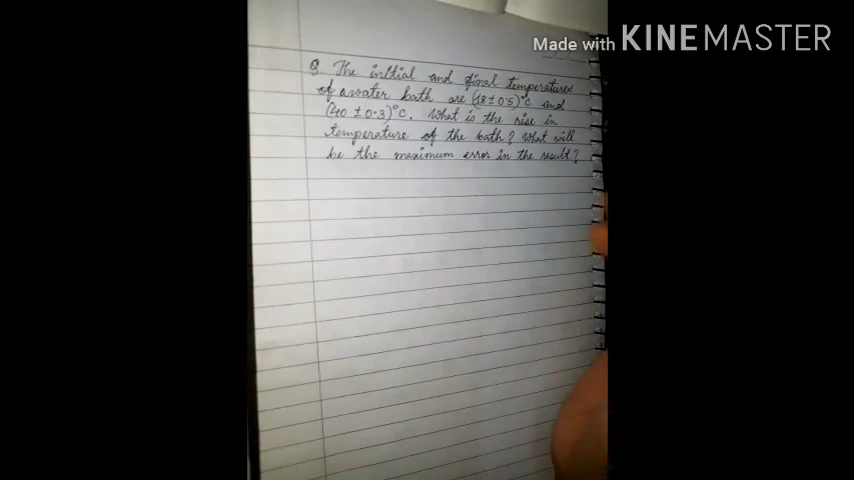 Made with KINEMASTER
Q. The initial and final temperatures
of a water bath are (18 ± 0.5)°C and
(40 ± 0.3)°C. What is the rise in
temperature of the bath? What will
be the maximum error in the result?